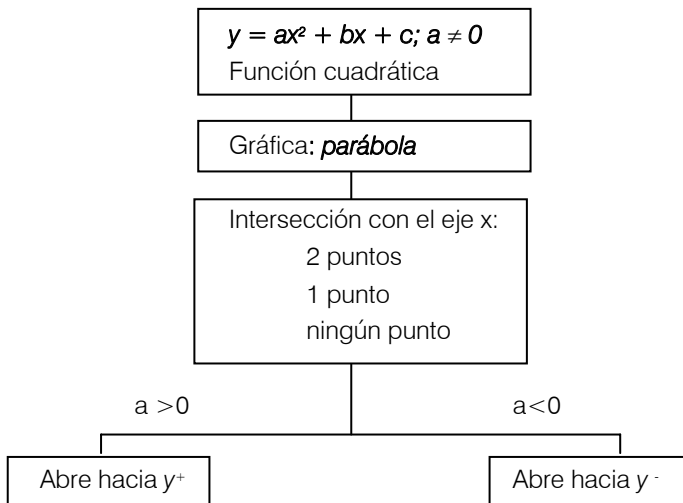 y = ax² + bx + c; a ≠ 0
Función cuadrática
Gráfica: parábola
Intersección con el eje x:
2 puntos
1 punto
ningún punto
a >0
a<0
Abre hacia y⁺
Abre hacia y ⁻